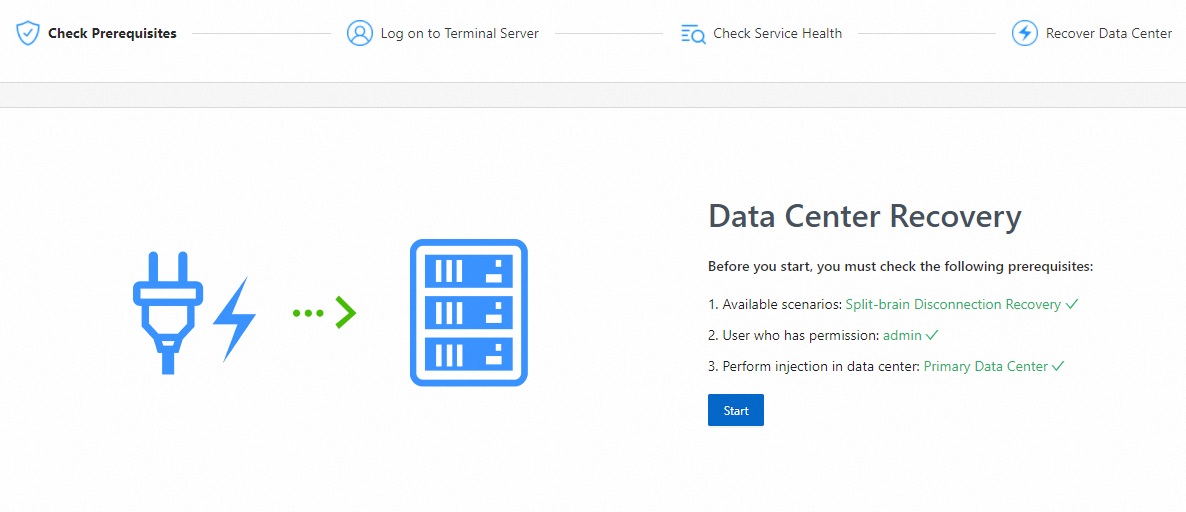 Check Prerequisites
Log on to Terminal Server
Check Service Health
Recover Data Center
Data Center Recovery
Before you start, you must check the following prerequisites:
1. Available scenarios: Split-brain Disconnection Recovery
2. User who has permission: admin
3. Perform injection in data center: Primary Data Center
Start